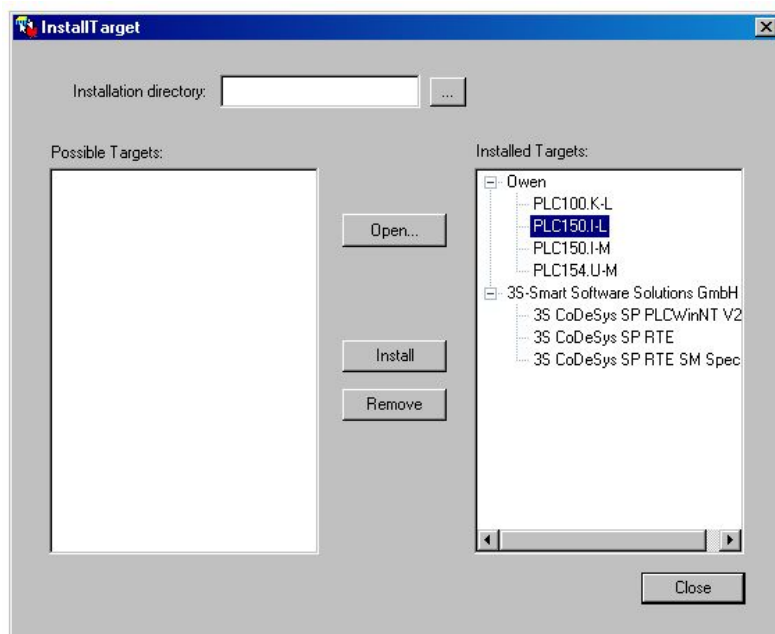 InstallTarget
Installation directory:
...
Possible Targets:
Installed Targets:
Owen
PLC100.K-L
PLC150.I-L
PLC150.I-M
PLC154.U-M
3S-Smart Software Solutions GmbH
3S CoDeSys SP PLCWinNT V2
3S CoDeSys SP RTE
3S CoDeSys SP RTE SM Spec
Open...
Install
Remove
Close